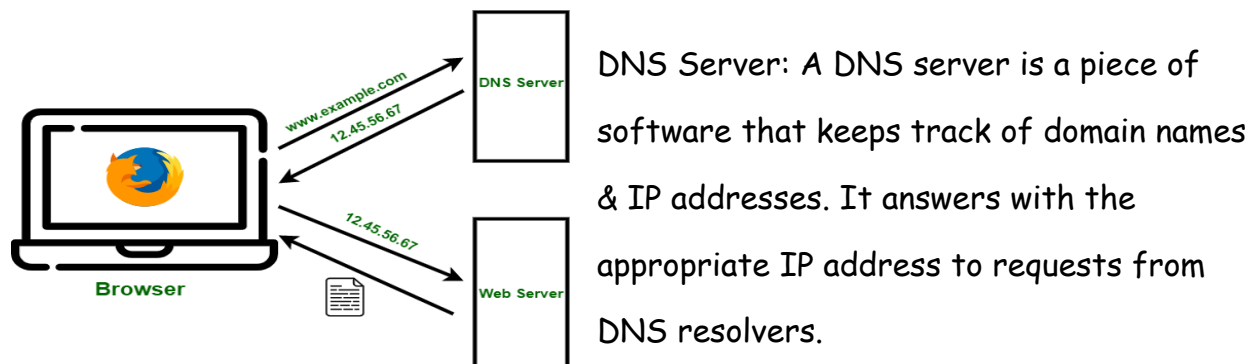 www.example.com
12.45.56.67
DNS Server
12.45.56.67
Web Server
Browser
DNS Server: A DNS server is a piece of
software that keeps track of domain names
& IP addresses. It answers with the
appropriate IP address to requests from
DNS resolvers.